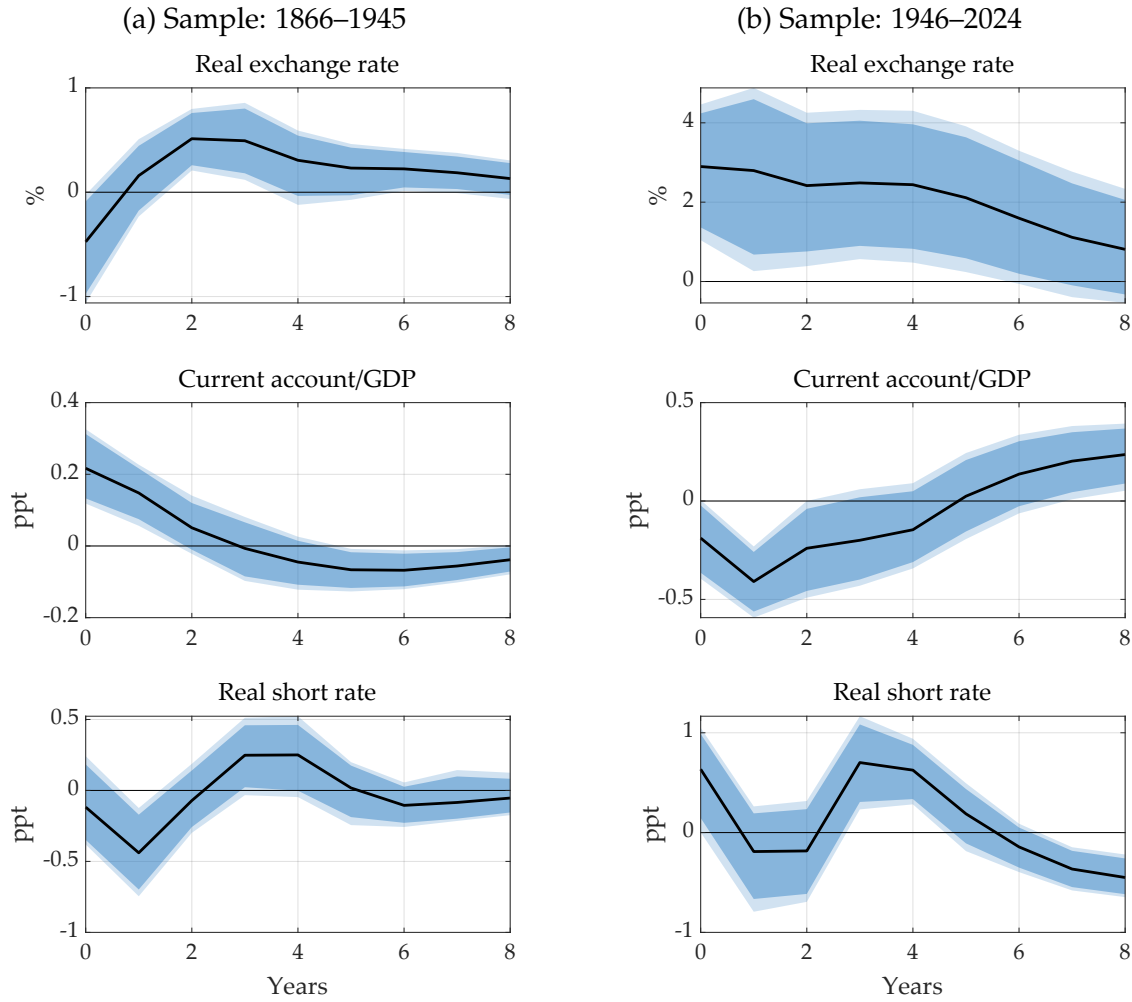 (a) Sample: 1866–1945
Real exchange rate
1
0
-1
%
0 2 4 6 8
Current account/GDP
0.4
0.2
0
-0.2
ppt
0 2 4 6 8
Real short rate
0.5
0
-0.5
-1
ppt
0 2 4 6 8
Years
(b) Sample: 1946–2024
Real exchange rate
4
2
0
%
0 2 4 6 8
Current account/GDP
0.5
0
-0.5
ppt
0 2 4 6 8
Real short rate
1
0
-1
ppt
0 2 4 6 8
Years